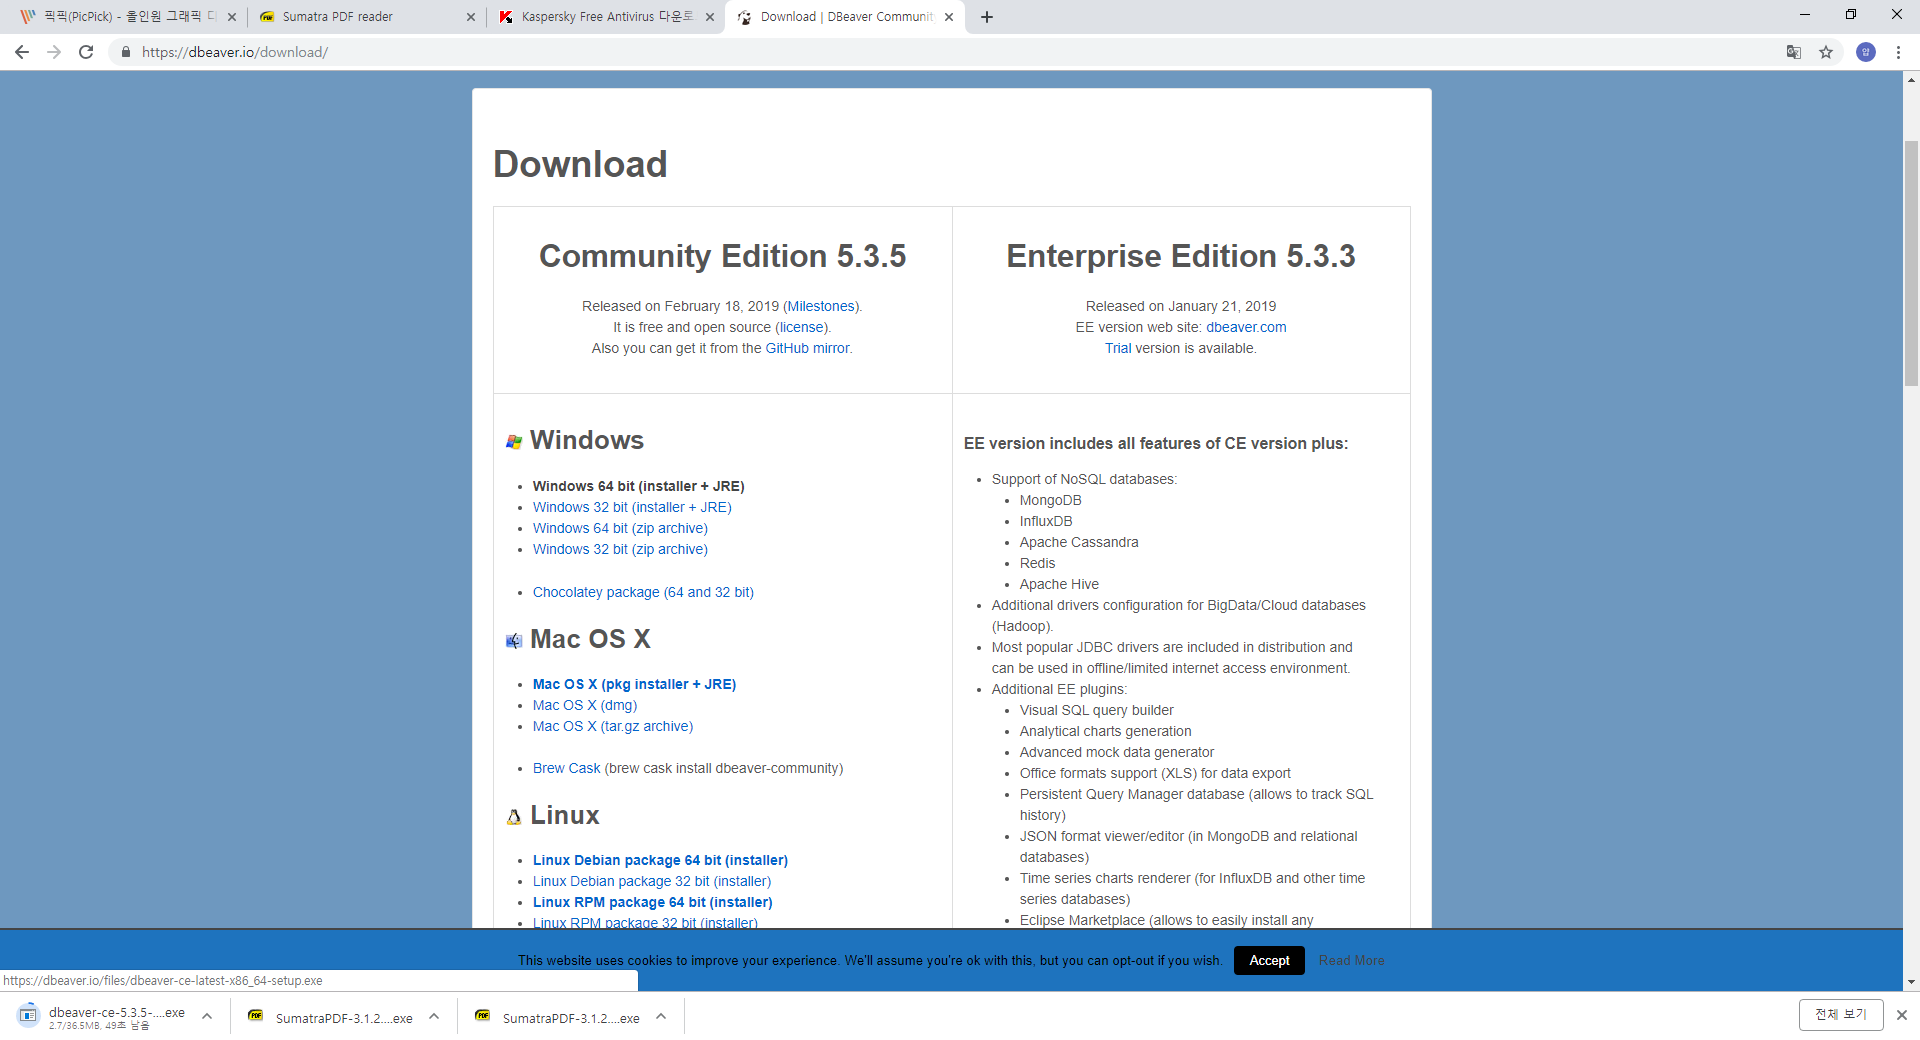 픽픽(PicPick) - 올인원 그래픽 디
Sumatra PDF reader
Kaspersky Free Antivirus 다운로
Download | DBeaver Communit
https://dbeaver.io/download/
Download
Community Edition 5.3.5
Released on February 18, 2019 (Milestones).
It is free and open source (license).
Also you can get it from the GitHub mirror.
Enterprise Edition 5.3.3
Released on January 21, 2019
EE version web site: dbeaver.com
Trial version is available.
Windows
Windows 64 bit (installer + JRE)
Windows 32 bit (installer + JRE)
Windows 64 bit (zip archive)
Windows 32 bit (zip archive)
Chocolatey package (64 and 32 bit)
Mac OS X
Mac OS X (pkg installer + JRE)
Mac OS X (dmg)
Mac OS X (tar.gz archive)
Brew Cask (brew cask install dbeaver-community)
Linux
Linux Debian package 64 bit (installer)
Linux Debian package 32 bit (installer)
Linux RPM package 64 bit (installer)
Linux RPM package 32 bit (installer)
EE version includes all features of CE version plus:
Support of NoSQL databases:
MongoDB
InfluxDB
Apache Cassandra
Redis
Apache Hive
Additional drivers configuration for BigData/Cloud databases
(Hadoop).
Most popular JDBC drivers are included in distribution and
can be used in offline/limited internet access environment.
Additional EE plugins:
Visual SQL query builder
Analytical charts generation
Advanced mock data generator
Office formats support (XLS) for data export
Persistent Query Manager database (allows to track SQL
history)
JSON format viewer/editor (in MongoDB and relational
databases)
Time series charts renderer (for InfluxDB and other time
series databases)
Eclipse Marketplace (allows to easily install any
This website uses cookies to improve your experience. We'll assume you're ok with this, but you can opt-out if you wish.
Accept
Read More
https://dbeaver.io/files/dbeaver-ce-latest-x86_64-setup.exe
dbeaver-ce-5.3.5-....exe
2.7/36.5MB, 49초 남음
PDF
SumatraPDF-3.1.2....exe
PDF
SumatraPDF-3.1.2....exe
전체 보기